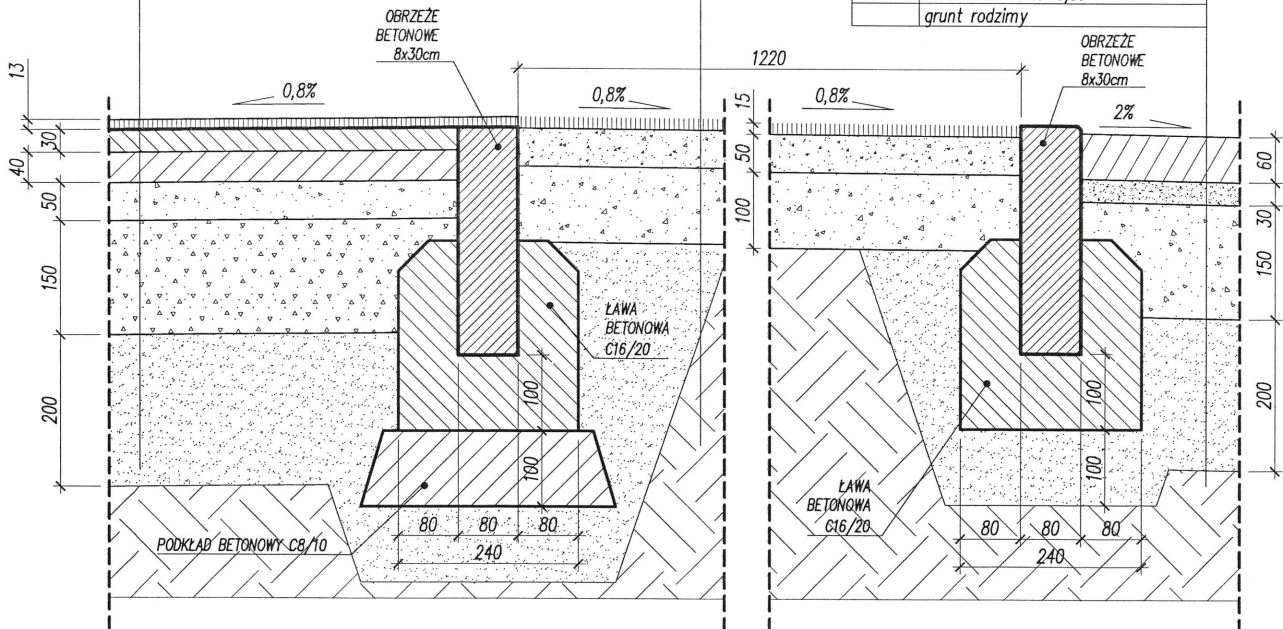 grunt rodzimy
OBRZEŻE
BETONOWE
8x30cm
OBRZEŻE
BETONOWE
8x30cm
1220
13
0,8%
0,8%
0,8%
15
2%
30
40
50
150
200
50
100
60
30
150
200
ŁAWA
BETONOWA
C16/20
100
100
80
80
80
240
PODKŁAD BETONOWY C8/10
ŁAWA
BETONOWA
C16/20
100
100
80
80
80
240